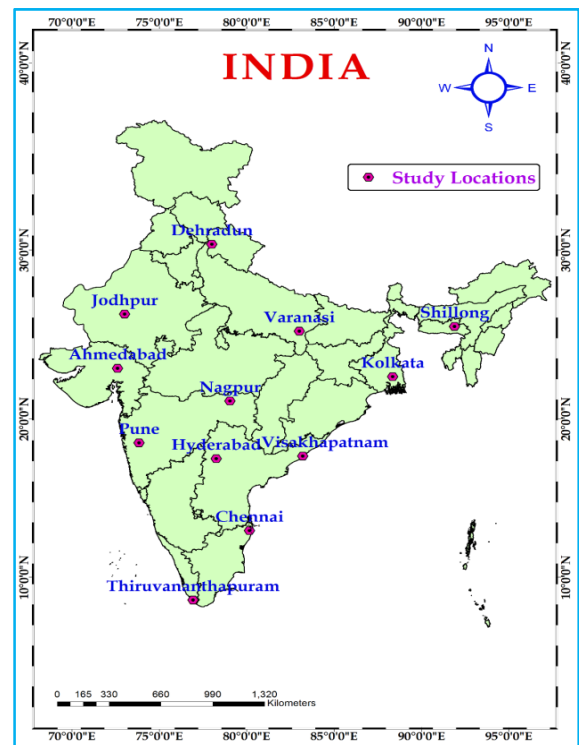 70°0'0"E 75°0'0"E 80°0'0"E 85°0'0"E 90°0'0"E 95°0'0"E
INDIA
N
W E
S
40°0'0"N 40°0'0"N
Study Locations
30°0'0"N 30°0'0"N
Dehradun
Jodhpur
Varanasi
Shillong
Ahmedabad
Kolkata
Nagpur
20°0'0"N 20°0'0"N
Pune
Hyderabad
Visakhapatnam
Chennai
10°0'0"N 10°0'0"N
Thiruvananthapuram
0 165 330 660 990 1,320
Kilometers
70°0'0"E 75°0'0"E 80°0'0"E 85°0'0"E 90°0'0"E 95°0'0"E